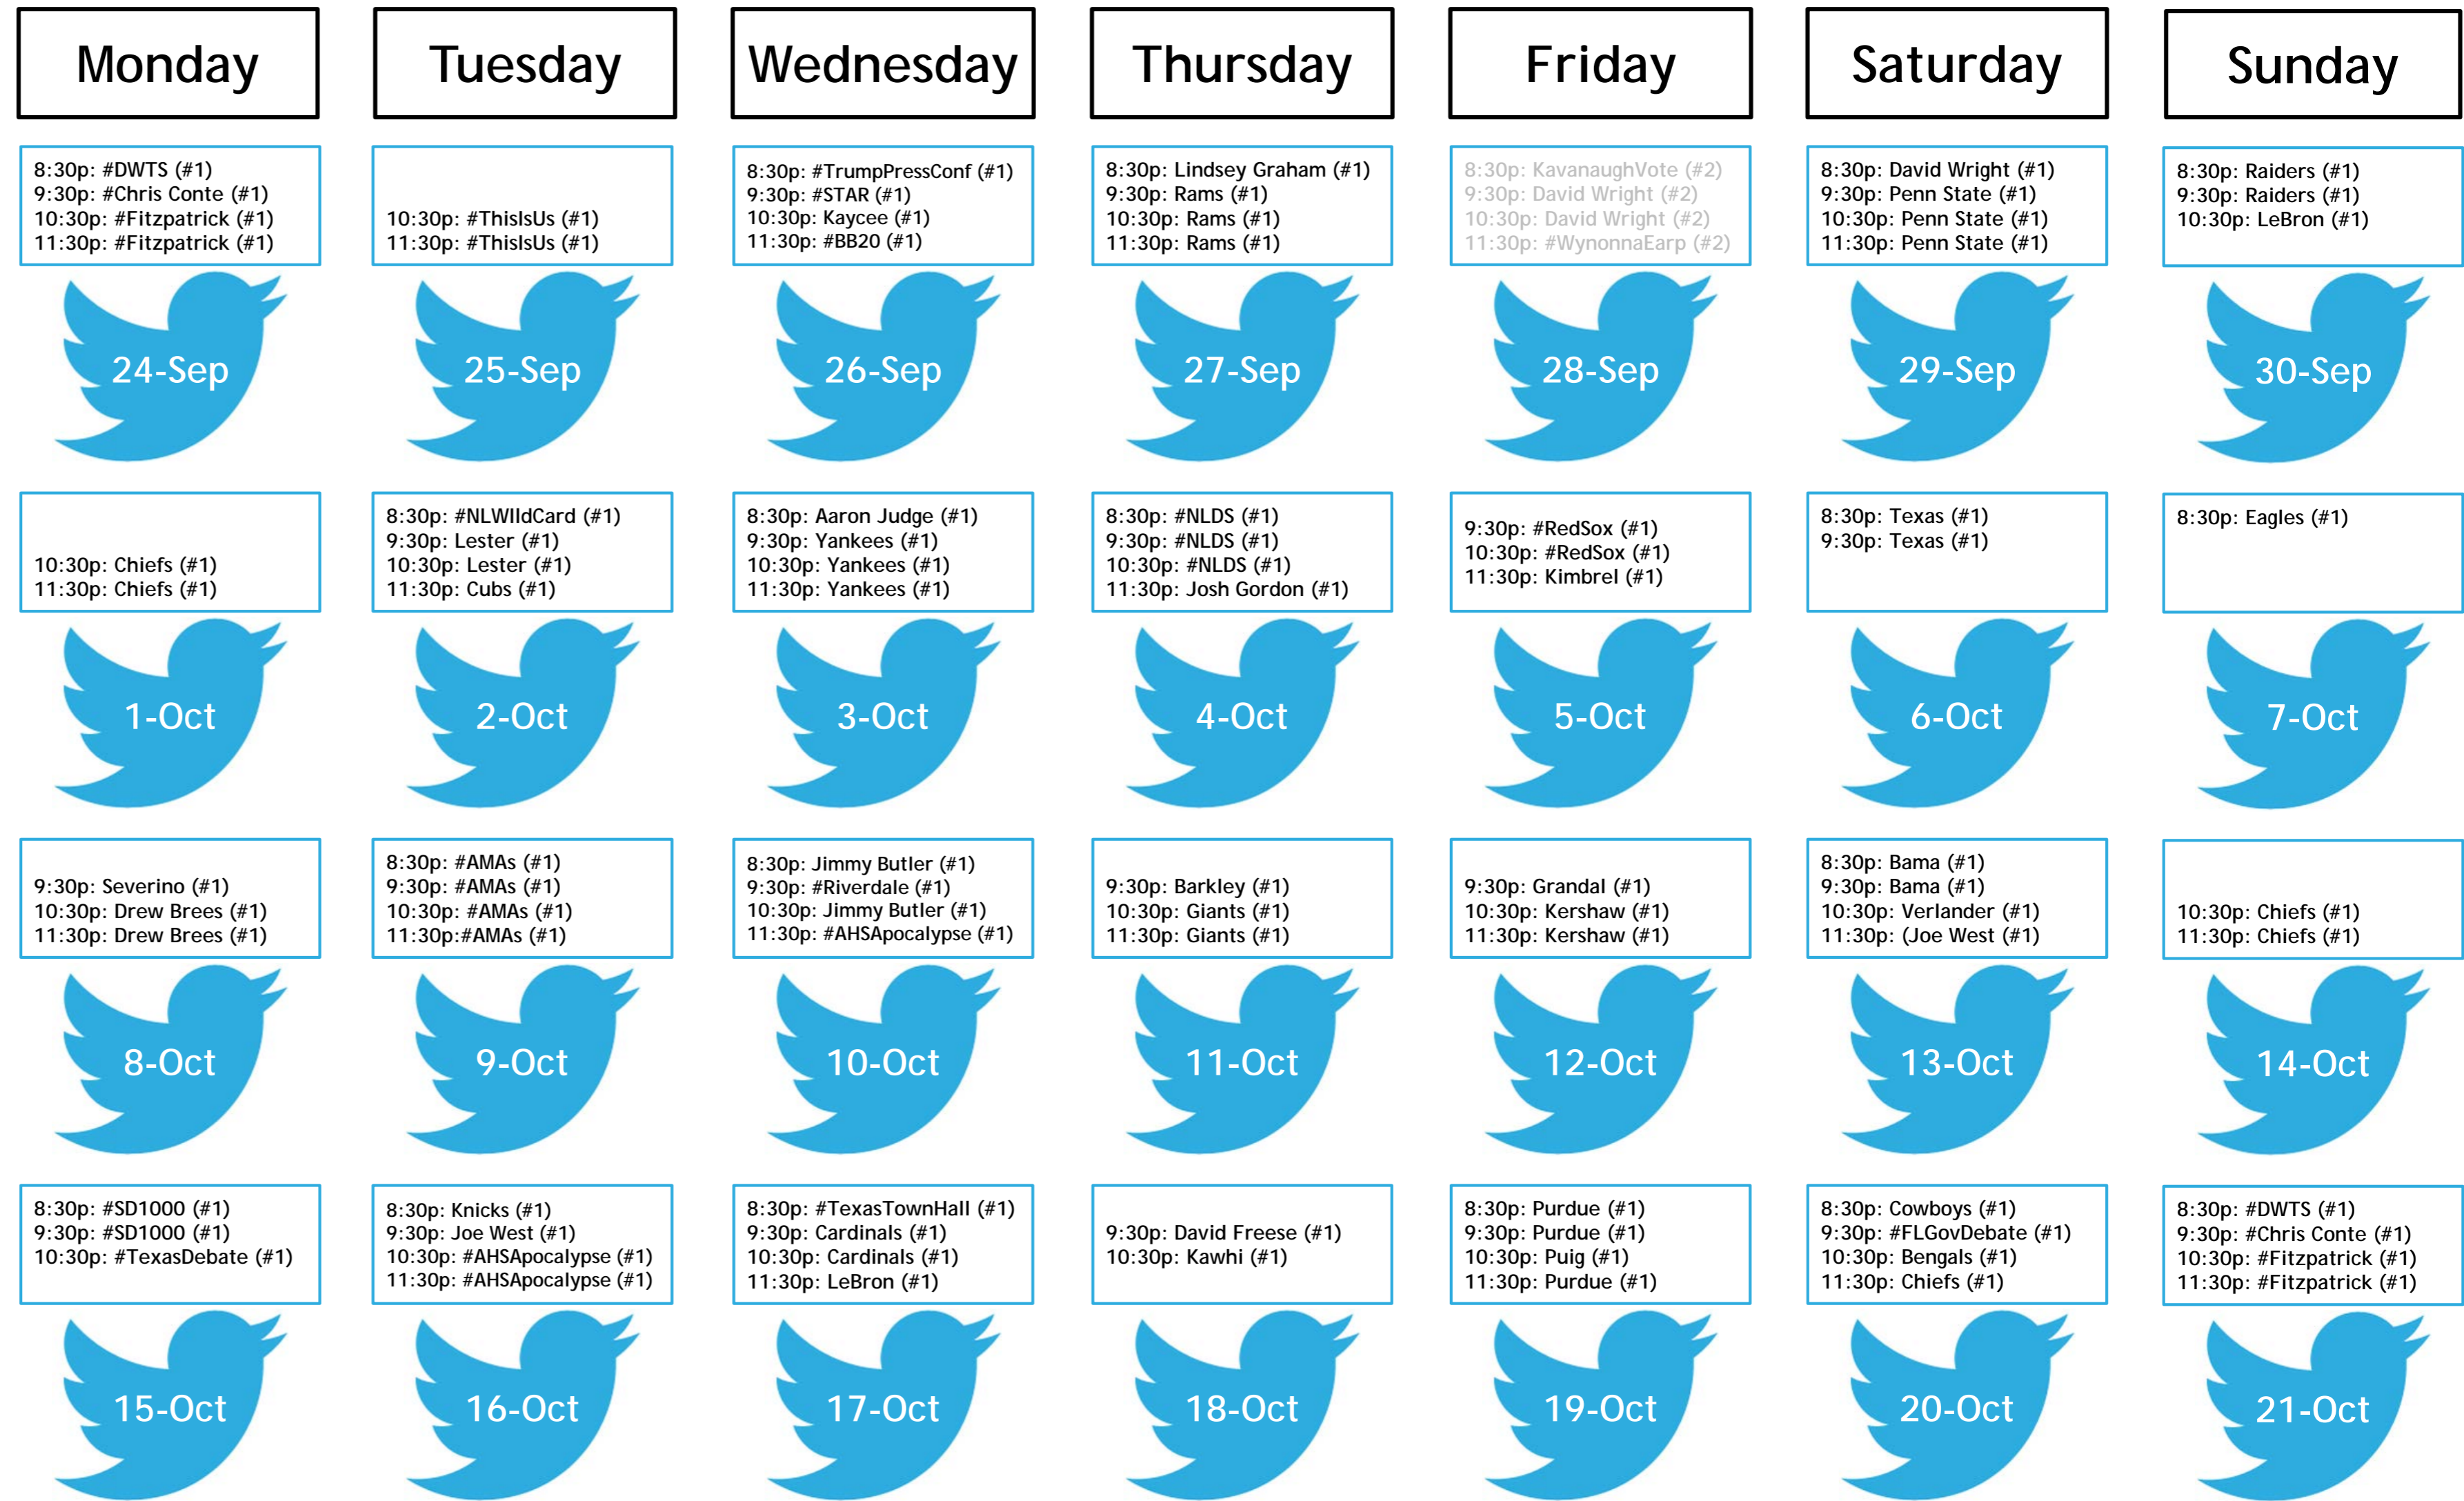 Monday
Tuesday
Wednesday
Thursday
Friday
Saturday
Sunday
8:30p: #DWTS (#1)
9:30p: #Chris Conte (#1)
10:30p: #Fitzpatrick (#1)
11:30p: #Fitzpatrick (#1)
24-Sep
10:30p: #ThisIsUs (#1)
11:30p: #ThisIsUs (#1)
25-Sep
8:30p: #TrumpPressConf (#1)
9:30p: #STAR (#1)
10:30p: Kaycee (#1)
11:30p: #BB20 (#1)
26-Sep
8:30p: Lindsey Graham (#1)
9:30p: Rams (#1)
10:30p: Rams (#1)
11:30p: Rams (#1)
27-Sep
8:30p: KavanaughVote (#2)
9:30p: David Wright (#2)
10:30p: David Wright (#2)
11:30p: #WynonnaEarp (#2)
28-Sep
8:30p: David Wright (#1)
9:30p: Penn State (#1)
10:30p: Penn State (#1)
11:30p: Penn State (#1)
29-Sep
8:30p: Raiders (#1)
9:30p: Raiders (#1)
10:30p: LeBron (#1)
30-Sep
10:30p: Chiefs (#1)
11:30p: Chiefs (#1)
1-Oct
8:30p: #NLWIldCard (#1)
9:30p: Lester (#1)
10:30p: Lester (#1)
11:30p: Cubs (#1)
2-Oct
8:30p: Aaron Judge (#1)
9:30p: Yankees (#1)
10:30p: Yankees (#1)
11:30p: Yankees (#1)
3-Oct
8:30p: #NLDS (#1)
9:30p: #NLDS (#1)
10:30p: #NLDS (#1)
11:30p: Josh Gordon (#1)
4-Oct
9:30p: #RedSox (#1)
10:30p: #RedSox (#1)
11:30p: Kimbrel (#1)
5-Oct
8:30p: Texas (#1)
9:30p: Texas (#1)
6-Oct
8:30p: Eagles (#1)
7-Oct
9:30p: Severino (#1)
10:30p: Drew Brees (#1)
11:30p: Drew Brees (#1)
8-Oct
8:30p: #AMAs (#1)
9:30p: #AMAs (#1)
10:30p: #AMAs (#1)
11:30p:#AMAs (#1)
9-Oct
8:30p: Jimmy Butler (#1)
9:30p: #Riverdale (#1)
10:30p: Jimmy Butler (#1)
11:30p: #AHSApocalypse (#1)
10-Oct
9:30p: Barkley (#1)
10:30p: Giants (#1)
11:30p: Giants (#1)
11-Oct
9:30p: Grandal (#1)
10:30p: Kershaw (#1)
11:30p: Kershaw (#1)
12-Oct
8:30p: Bama (#1)
9:30p: Bama (#1)
10:30p: Verlander (#1)
11:30p: (Joe West (#1)
13-Oct
10:30p: Chiefs (#1)
11:30p: Chiefs (#1)
14-Oct
8:30p: #SD1000 (#1)
9:30p: #SD1000 (#1)
10:30p: #TexasDebate (#1)
15-Oct
8:30p: Knicks (#1)
9:30p: Joe West (#1)
10:30p: #AHSApocalypse (#1)
11:30p: #AHSApocalypse (#1)
16-Oct
8:30p: #TexasTownHall (#1)
9:30p: Cardinals (#1)
10:30p: Cardinals (#1)
11:30p: LeBron (#1)
17-Oct
9:30p: David Freese (#1)
10:30p: Kawhi (#1)
18-Oct
8:30p: Purdue (#1)
9:30p: Purdue (#1)
10:30p: Puig (#1)
11:30p: Purdue (#1)
19-Oct
8:30p: Cowboys (#1)
9:30p: #FLGovDebate (#1)
10:30p: Bengals (#1)
11:30p: Chiefs (#1)
20-Oct
8:30p: #DWTS (#1)
9:30p: #Chris Conte (#1)
10:30p: #Fitzpatrick (#1)
11:30p: #Fitzpatrick (#1)
21-Oct